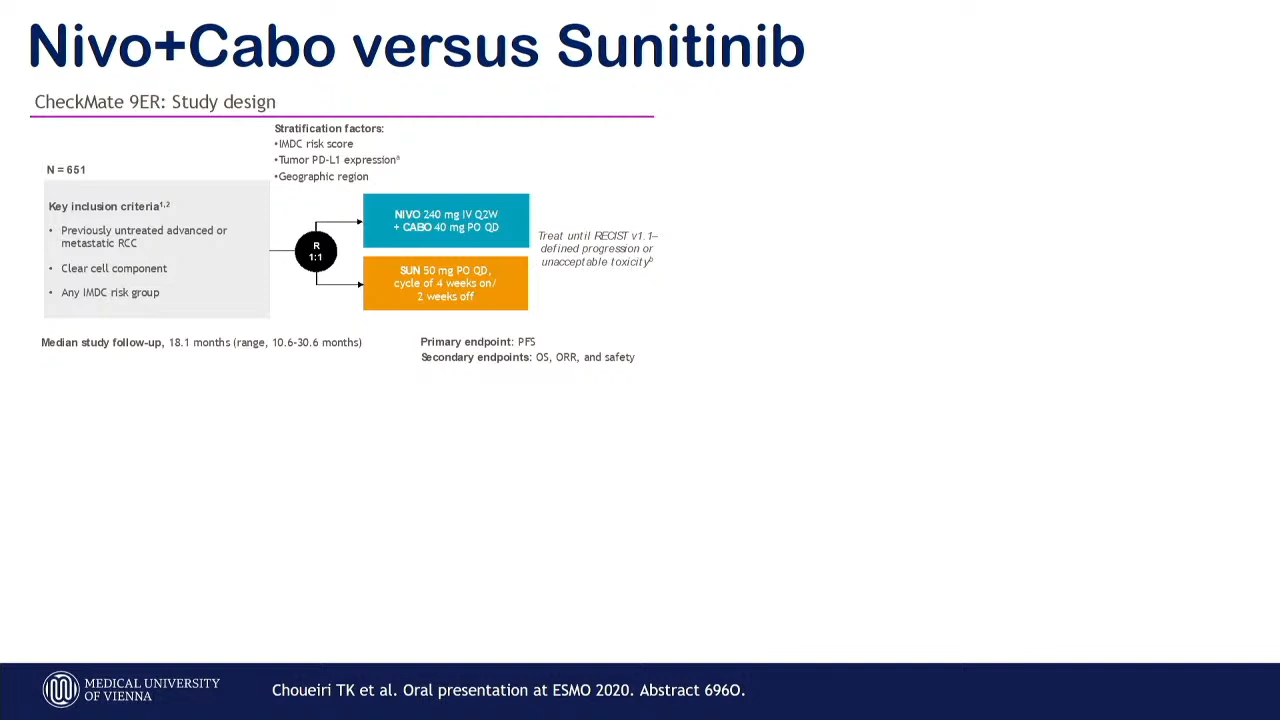 Nivo+Cabo versus Sunitinib
CheckMate 9ER: Study design
Stratification factors:
•IMDC risk score
•Tumor PD-L1 expressionᵃ
•Geographic region
N = 651
Key inclusion criteria¹,²
• Previously untreated advanced or
metastatic RCC
• Clear cell component
• Any IMDC risk group
R
1:1
NIVO 240 mg IV Q2W
+ CABO 40 mg PO QD
SUN 50 mg PO QD,
cycle of 4 weeks on/
2 weeks off
Treat until RECIST v1.1–
defined progression or
unacceptable toxicityᵇ
Median study follow-up, 18.1 months (range, 10.6-30.6 months)
Primary endpoint: PFS
Secondary endpoints: OS, ORR, and safety
MEDICAL UNIVERSITY
OF VIENNA
Choueiri TK et al. Oral presentation at ESMO 2020. Abstract 696O.